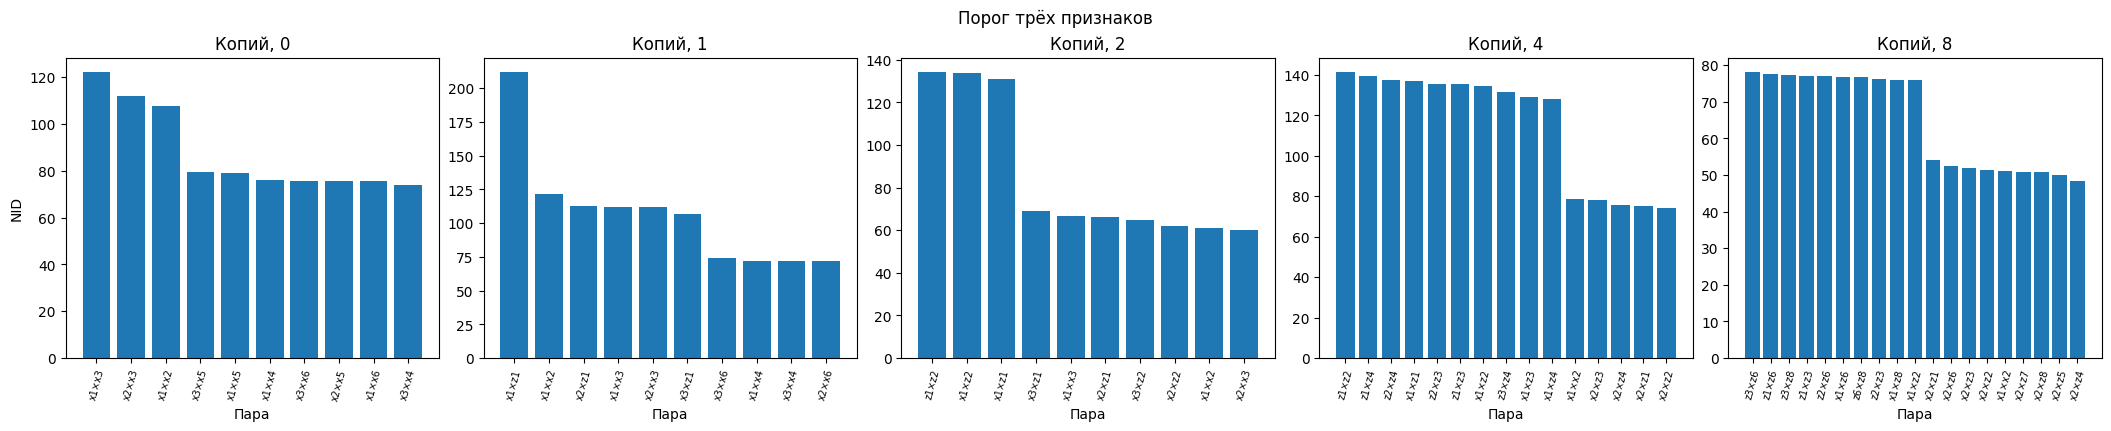 Порог трёх признаков
Копий, 0
NID
120
100
80
60
40
20
0
x1×x3
x2×x3
x1×x2
x3×x5
x1×x5
x1×x4
x3×x6
x2×x5
x1×x6
x3×x4
Пара
Копий, 1
200
175
150
125
100
75
50
25
0
x1×z1
x1×x2
x2×z1
x1×x3
x2×x3
x3×z1
x3×x6
x1×x4
x3×x4
x2×x6
Пара
Копий, 2
140
120
100
80
60
40
20
0
z1×z2
x1×z2
x1×z1
x3×z1
x1×x3
x2×z1
x3×z2
x2×z2
x1×x2
x2×x3
Пара
Копий, 4
140
120
100
80
60
40
20
0
z1×z2
z1×z4
z2×z4
x1×z1
z2×z3
z1×z3
x1×z2
z3×z4
x1×z3
x1×z4
x1×x2
x2×z3
x2×z4
x2×z1
x2×z2
Пара
Копий, 8
80
70
60
50
40
30
20
10
0
z3×z6
z1×z6
z3×z8
z1×z3
z2×z6
x1×z6
z6×z8
z2×z3
x1×z8
x1×z2
x2×z1
x2×z6
x2×z3
x2×z2
x1×x2
x2×z7
x2×z8
x2×z5
x2×z4
Пара